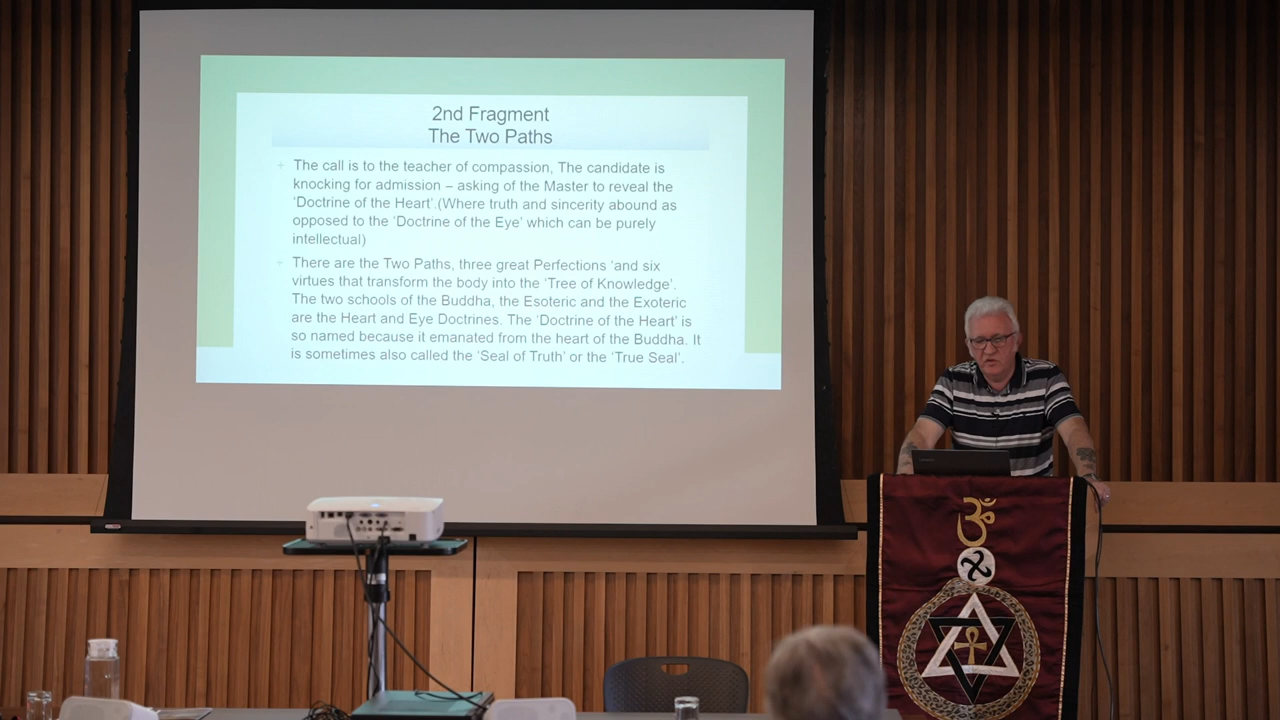 2nd Fragment
The Two Paths
The call is to the teacher of compassion, The candidate is
knocking for admission – asking of the Master to reveal the
‘Doctrine of the Heart’.(Where truth and sincerity abound as
opposed to the ‘Doctrine of the Eye’ which can be purely
intellectual)
There are the Two Paths, three great Perfections ‘and six
virtues that transform the body into the ‘Tree of Knowledge’.
The two schools of the Buddha, the Esoteric and the Exoteric
are the Heart and Eye Doctrines. The ‘Doctrine of the Heart’ is
so named because it emanated from the heart of the Buddha. It
is sometimes also called the ‘Seal of Truth’ or the ‘True Seal’.
ॐ